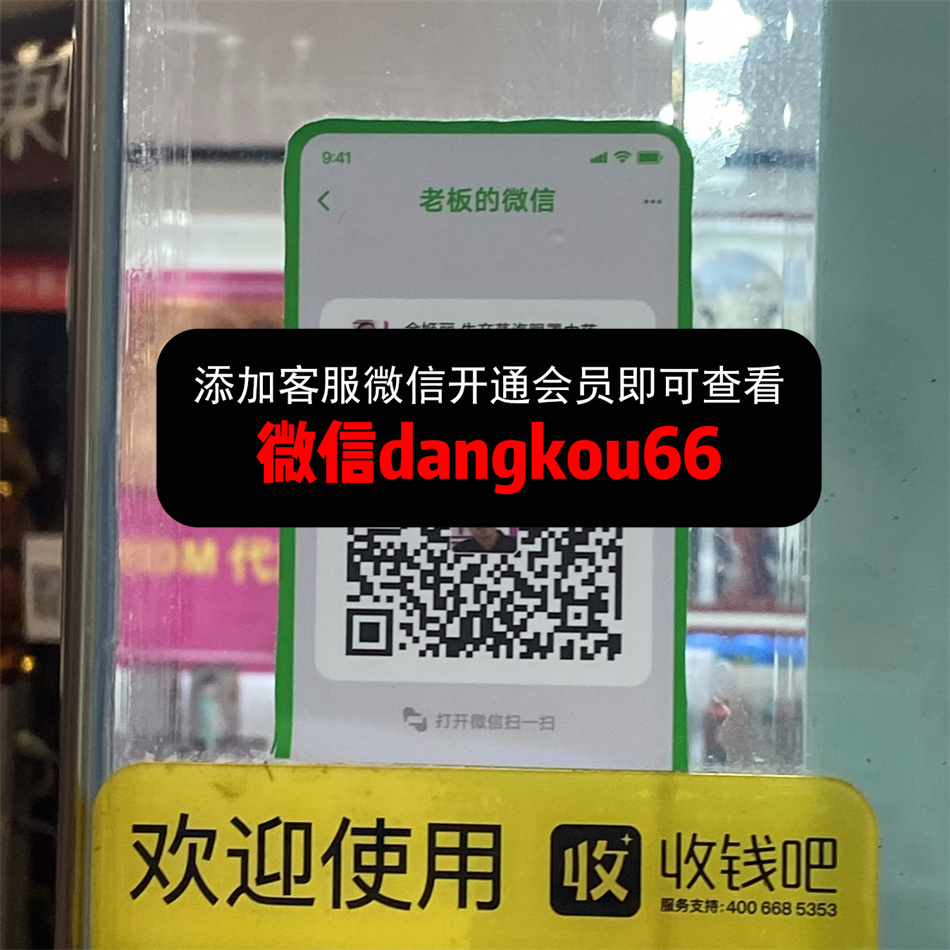 東
9:41
老板的微信
添加客服微信开通会员即可查看
微信dangkou66
代
打开微信扫一扫
欢迎使用
收
收钱吧
服务支持:400 668 5353